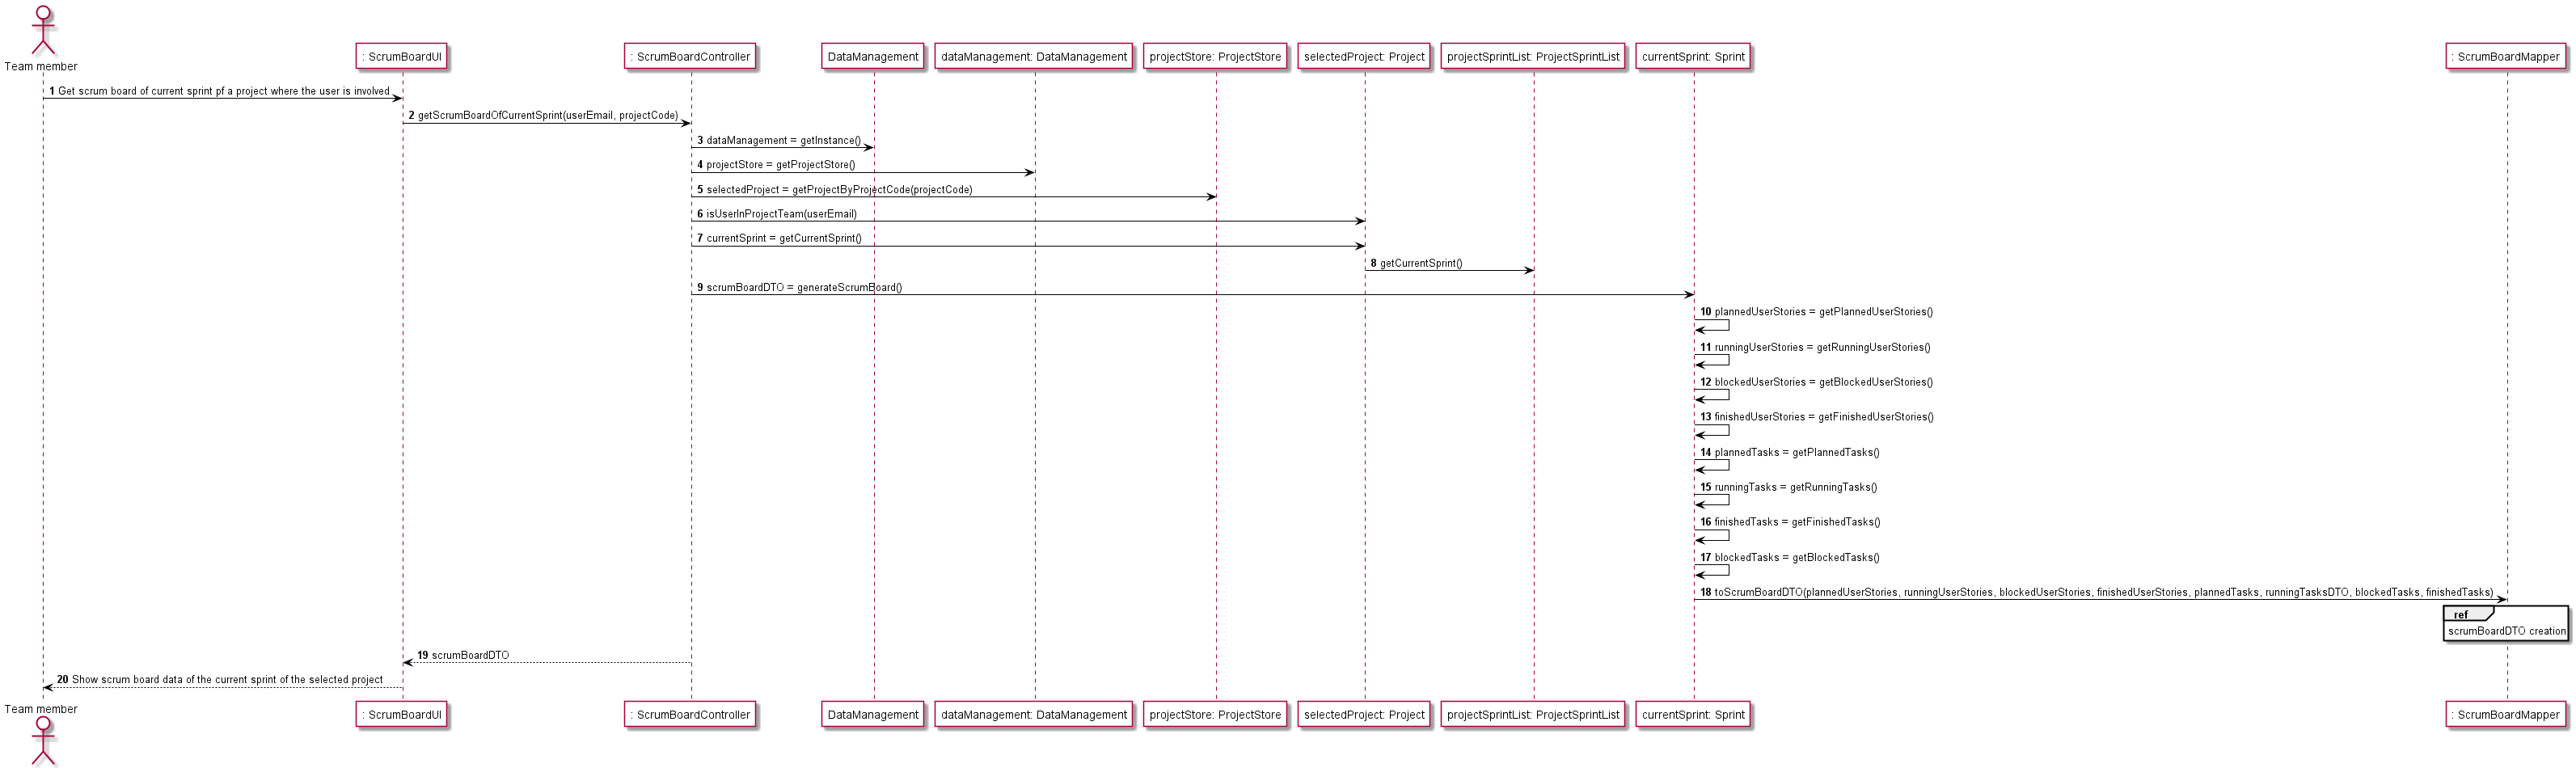 Team member
: ScrumBoardUI
: ScrumBoardController
DataManagement
dataManagement: DataManagement
projectStore: ProjectStore
selectedProject: Project
projectSprintList: ProjectSprintList
currentSprint: Sprint
: ScrumBoardMapper
1 Get scrum board of current sprint pf a project where the user is involved
2 getScrumBoardOfCurrentSprint(userEmail, projectCode)
3 dataManagement = getInstance()
4 projectStore = getProjectStore()
5 selectedProject = getProjectByProjectCode(projectCode)
6 isUserInProjectTeam(userEmail)
7 currentSprint = getCurrentSprint()
8 getCurrentSprint()
9 scrumBoardDTO = generateScrumBoard()
10 plannedUserStories = getPlannedUserStories()
11 runningUserStories = getRunningUserStories()
12 blockedUserStories = getBlockedUserStories()
13 finishedUserStories = getFinishedUserStories()
14 plannedTasks = getPlannedTasks()
15 runningTasks = getRunningTasks()
16 finishedTasks = getFinishedTasks()
17 blockedTasks = getBlockedTasks()
18 toScrumBoardDTO(plannedUserStories, runningUserStories, blockedUserStories, finishedUserStories, plannedTasks, runningTasksDTO, blockedTasks, finishedTasks)
ref
scrumBoardDTO creation
19 scrumBoardDTO
20 Show scrum board data of the current sprint of the selected project
Team member
: ScrumBoardUI
: ScrumBoardController
DataManagement
dataManagement: DataManagement
projectStore: ProjectStore
selectedProject: Project
projectSprintList: ProjectSprintList
currentSprint: Sprint
: ScrumBoardMapper